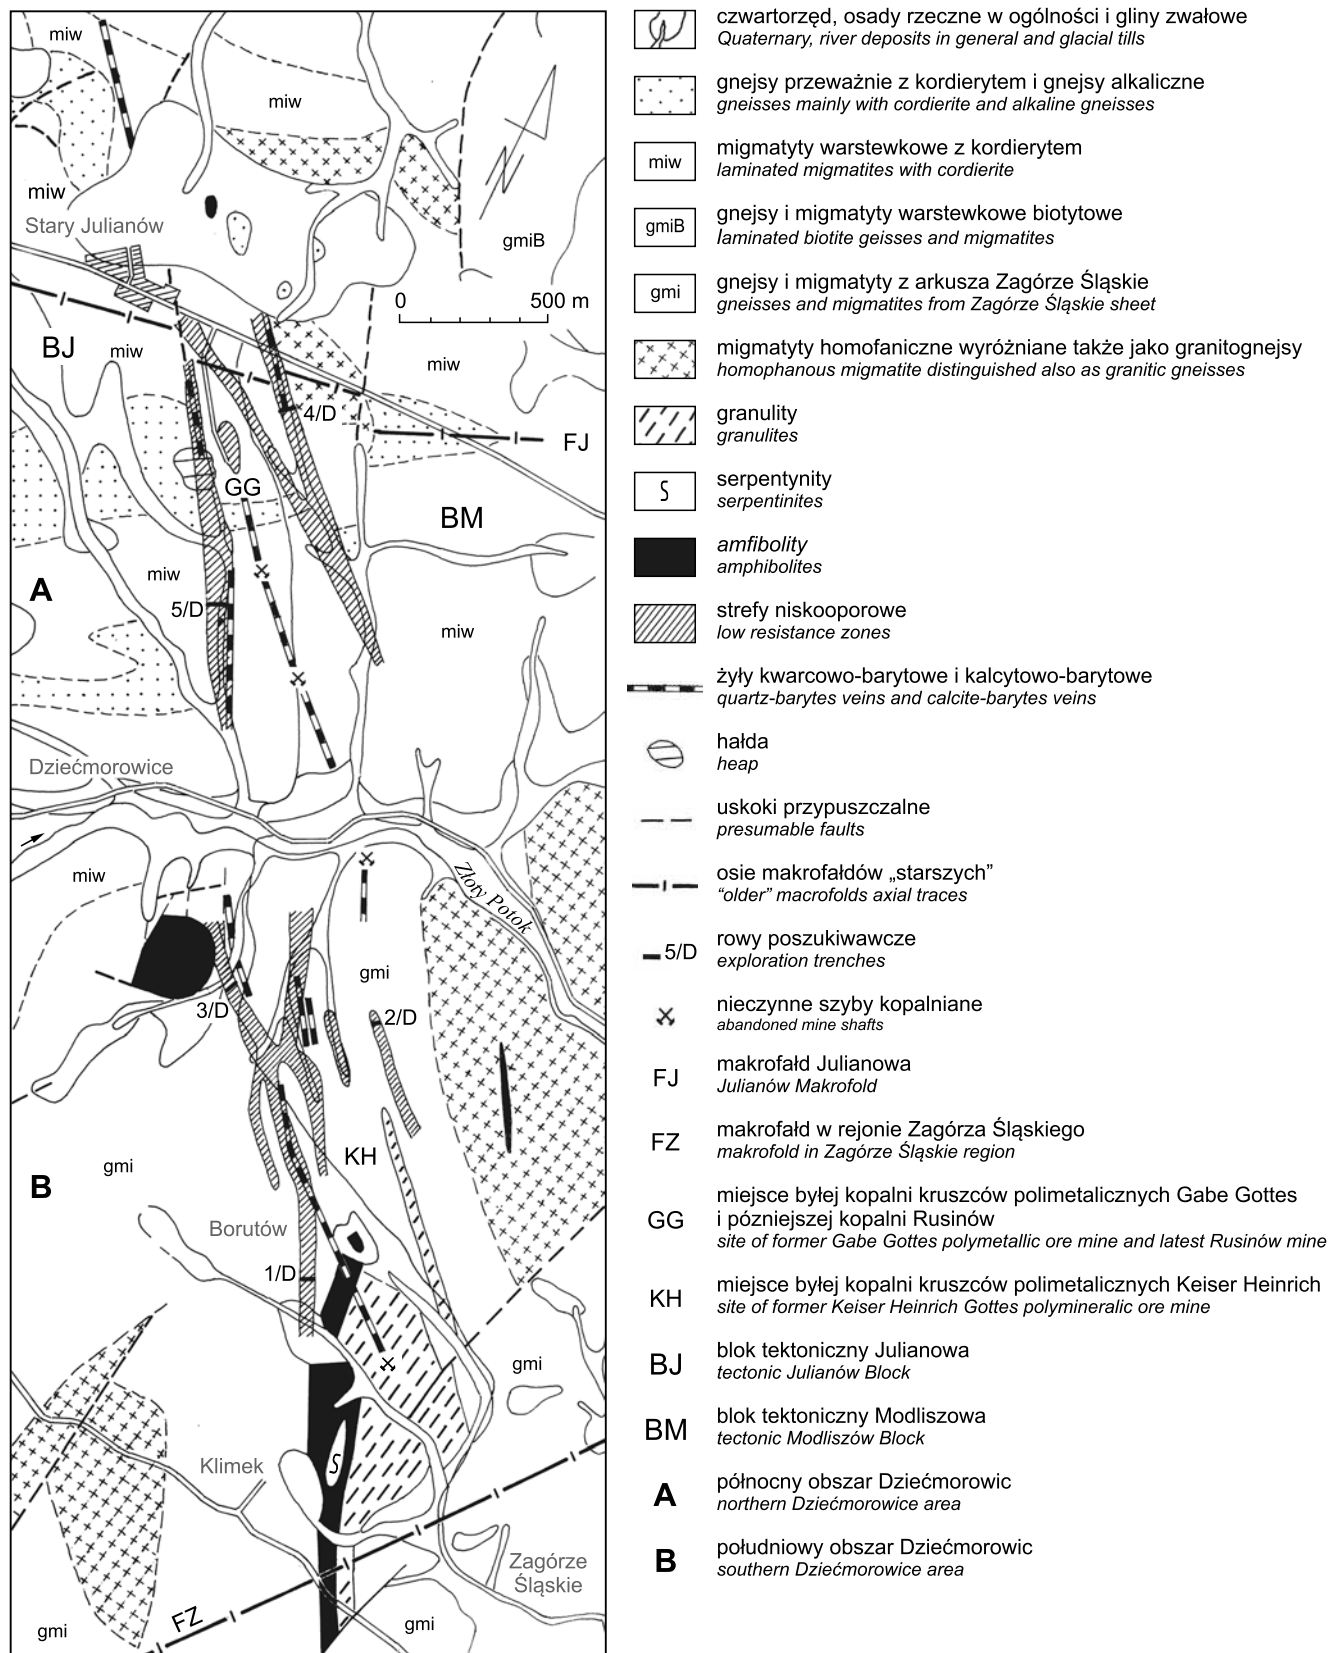 miw
miw
miw
Stary Julianów
gmiB
N
0 500 m
BJ
miw
miw
4/D
FJ
GG
BM
miw
A
5/D
miw
Dziećmorowice
miw
Złoty Potok
gmi
3/D
2/D
gmi
KH
B
Borutów
1/D
gmi
Klimek
S
Zagórze
Śląskie
FZ
gmi
gmi
czwartorzęd, osady rzeczne w ogólności i gliny zwałowe
Quaternary, river deposits in general and glacial tills
gnejsy przeważnie z kordierytem i gnejsy alkaliczne
gneisses mainly with cordierite and alkaline gneisses
miw
migmatyty warstewkowe z kordierytem
laminated migmatites with cordierite
gmiB
gnejsy i migmatyty warstewkowe biotytowe
laminated biotite geisses and migmatites
gmi
gnejsy i migmatyty z arkusza Zagórze Śląskie
gneisses and migmatites from Zagórze Śląskie sheet
migmatyty homofaniczne wyróżniane także jako granitognejsy
homophanous migmatite distinguished also as granitic gneisses
granulity
granulites
S
serpentynity
serpentinites
amfibolity
amphibolites
strefy niskooporowe
low resistance zones
żyły kwarcowo-barytowe i kalcytowo-barytowe
quartz-barytes veins and calcite-barytes veins
hałda
heap
uskoki przypuszczalne
presumable faults
osie makrofałdów „starszych”
“older” macrofolds axial traces
5/D
rowy poszukiwawcze
exploration trenches
nieczynne szyby kopalniane
abandoned mine shafts
FJ
makrofałd Julianowa
Julianów Makrofold
FZ
makrofałd w rejonie Zagórza Śląskiego
makrofold in Zagórze Śląskie region
GG
miejsce byłej kopalni kruszców polimetalicznych Gabe Gottes
i pózniejszej kopalni Rusinów
site of former Gabe Gottes polymetallic ore mine and latest Rusinów mine
KH
miejsce byłej kopalni kruszców polimetalicznych Keiser Heinrich
site of former Keiser Heinrich Gottes polymineralic ore mine
BJ
blok tektoniczny Julianowa
tectonic Julianów Block
BM
blok tektoniczny Modliszowa
tectonic Modliszów Block
A
północny obszar Dziećmorowic
northern Dziećmorowice area
B
południowy obszar Dziećmorowic
southern Dziećmorowice area